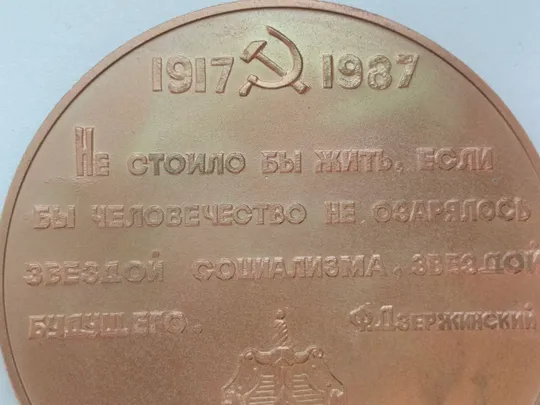 1917 1987
Не стоило бы жить, если
бы человечество не озарялось
звездой социализма, звездой
будущего. Ф. Дзержинский